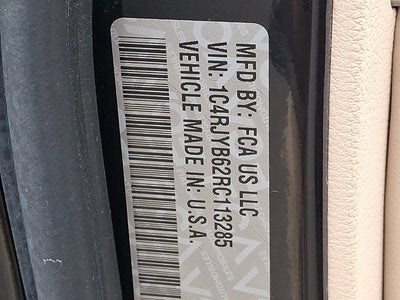 MFD BY: FCA US LLC
VIN: 1C4RJYB62RC113285
VEHICLE MADE IN: U.S.A.